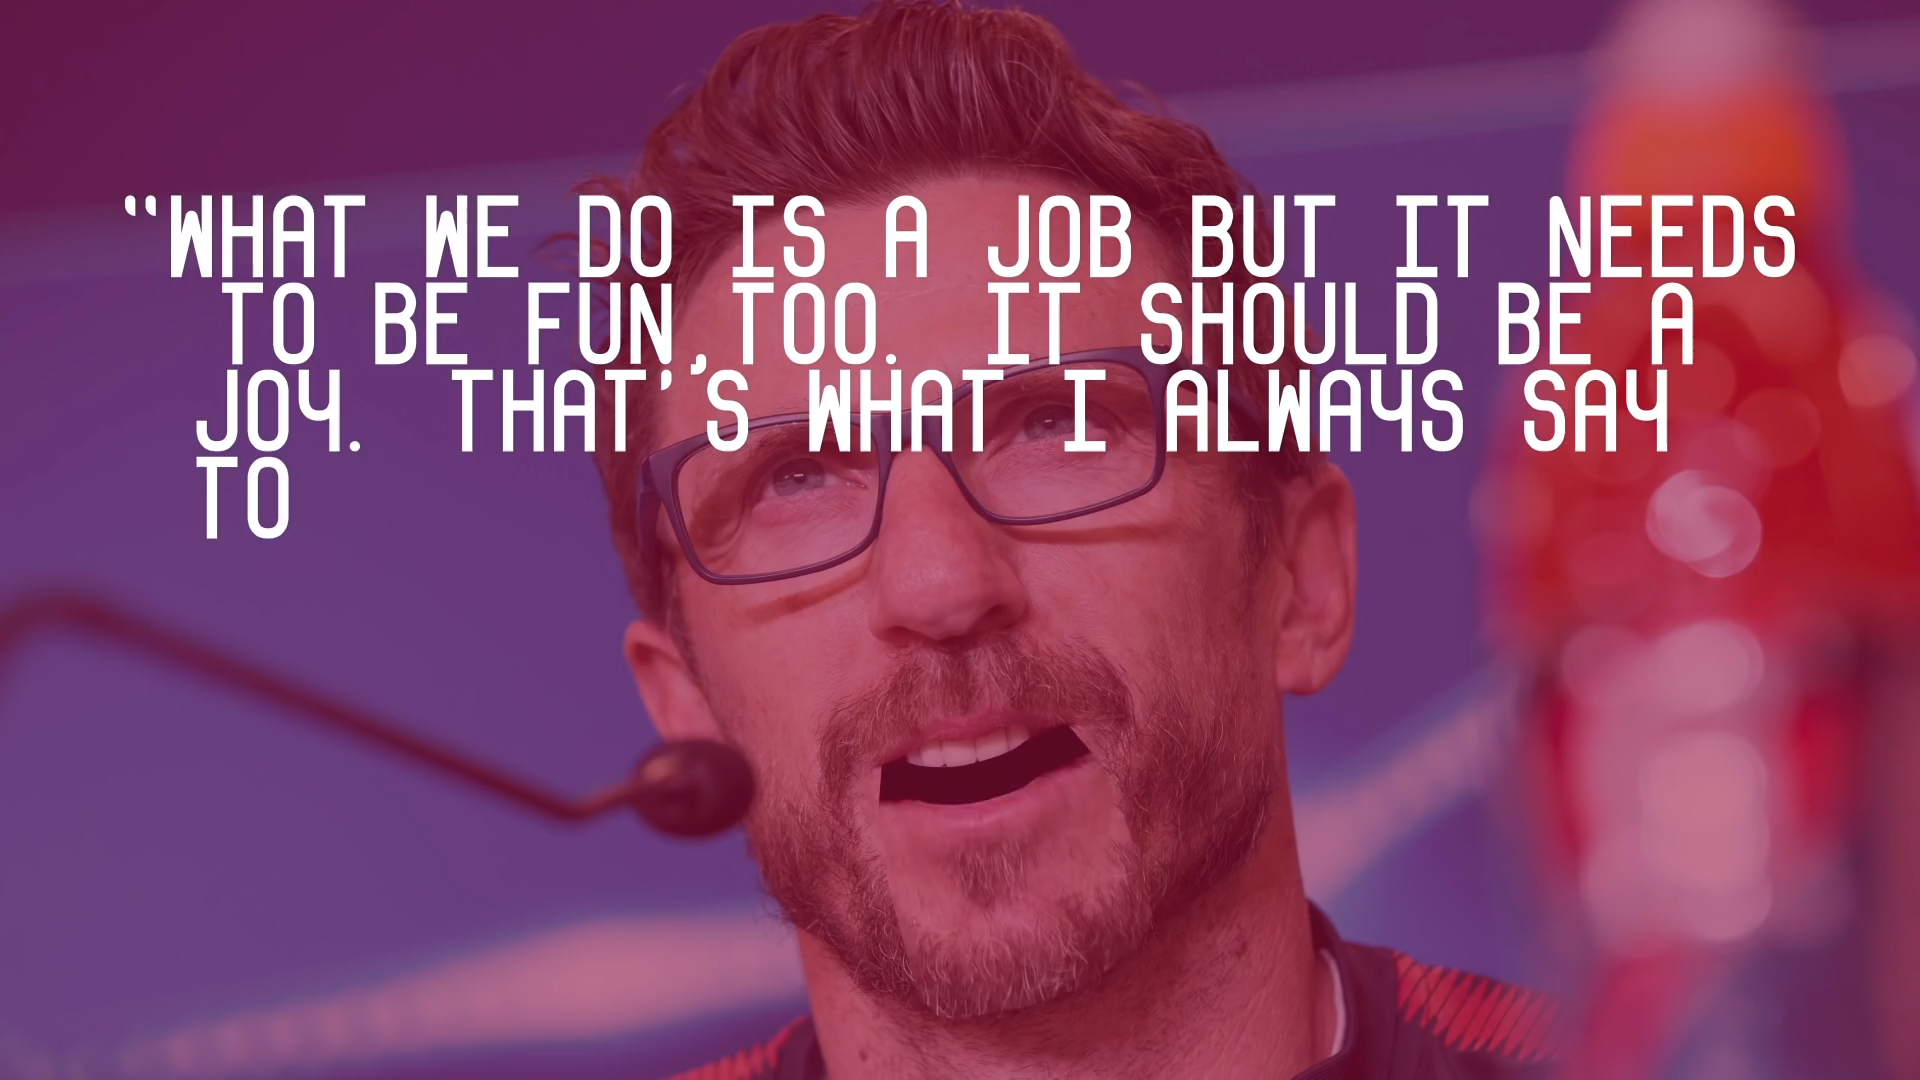 “WHAT WE DO IS A JOB BUT IT NEEDS
TO BE FUN,TOO. IT SHOULD BE A
JOY. THAT'S WHAT I ALWAYS SAY
TO